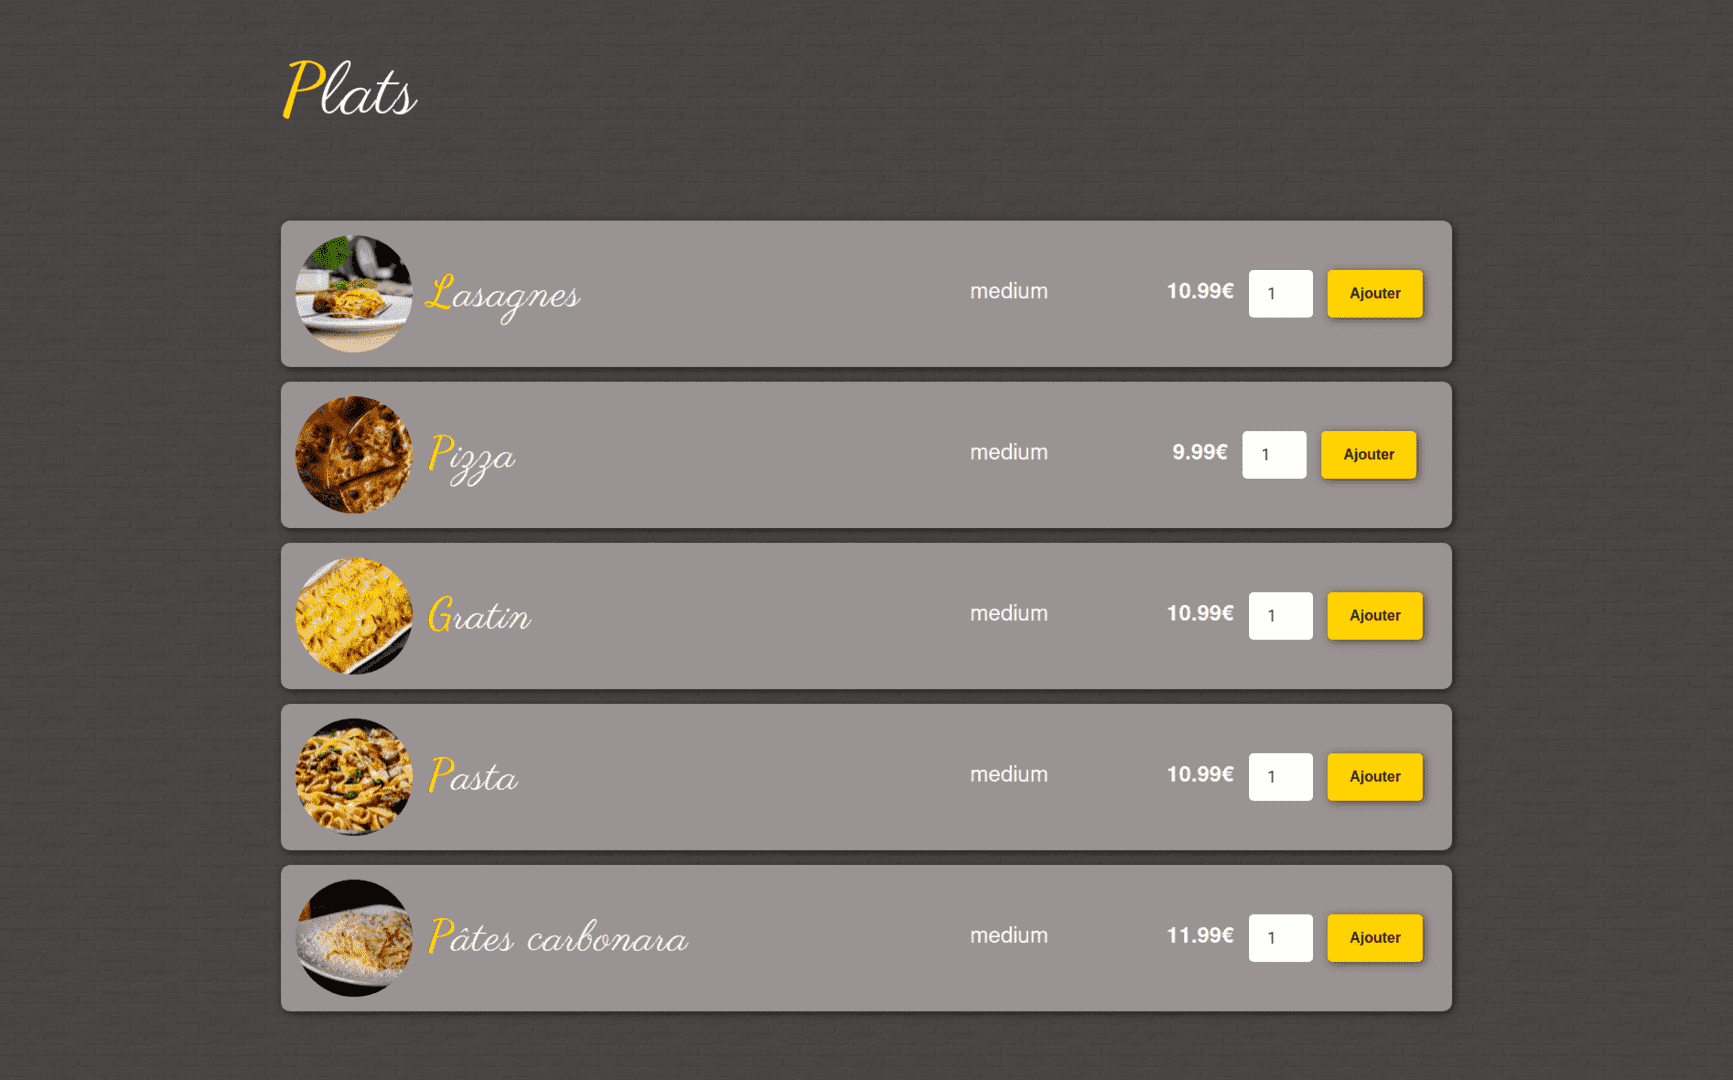 Plats
Lasagnes medium 10.99€ 1 Ajouter
Pizza medium 9.99€ 1 Ajouter
Gratin medium 10.99€ 1 Ajouter
Pasta medium 10.99€ 1 Ajouter
Pâtes carbonara medium 11.99€ 1 Ajouter